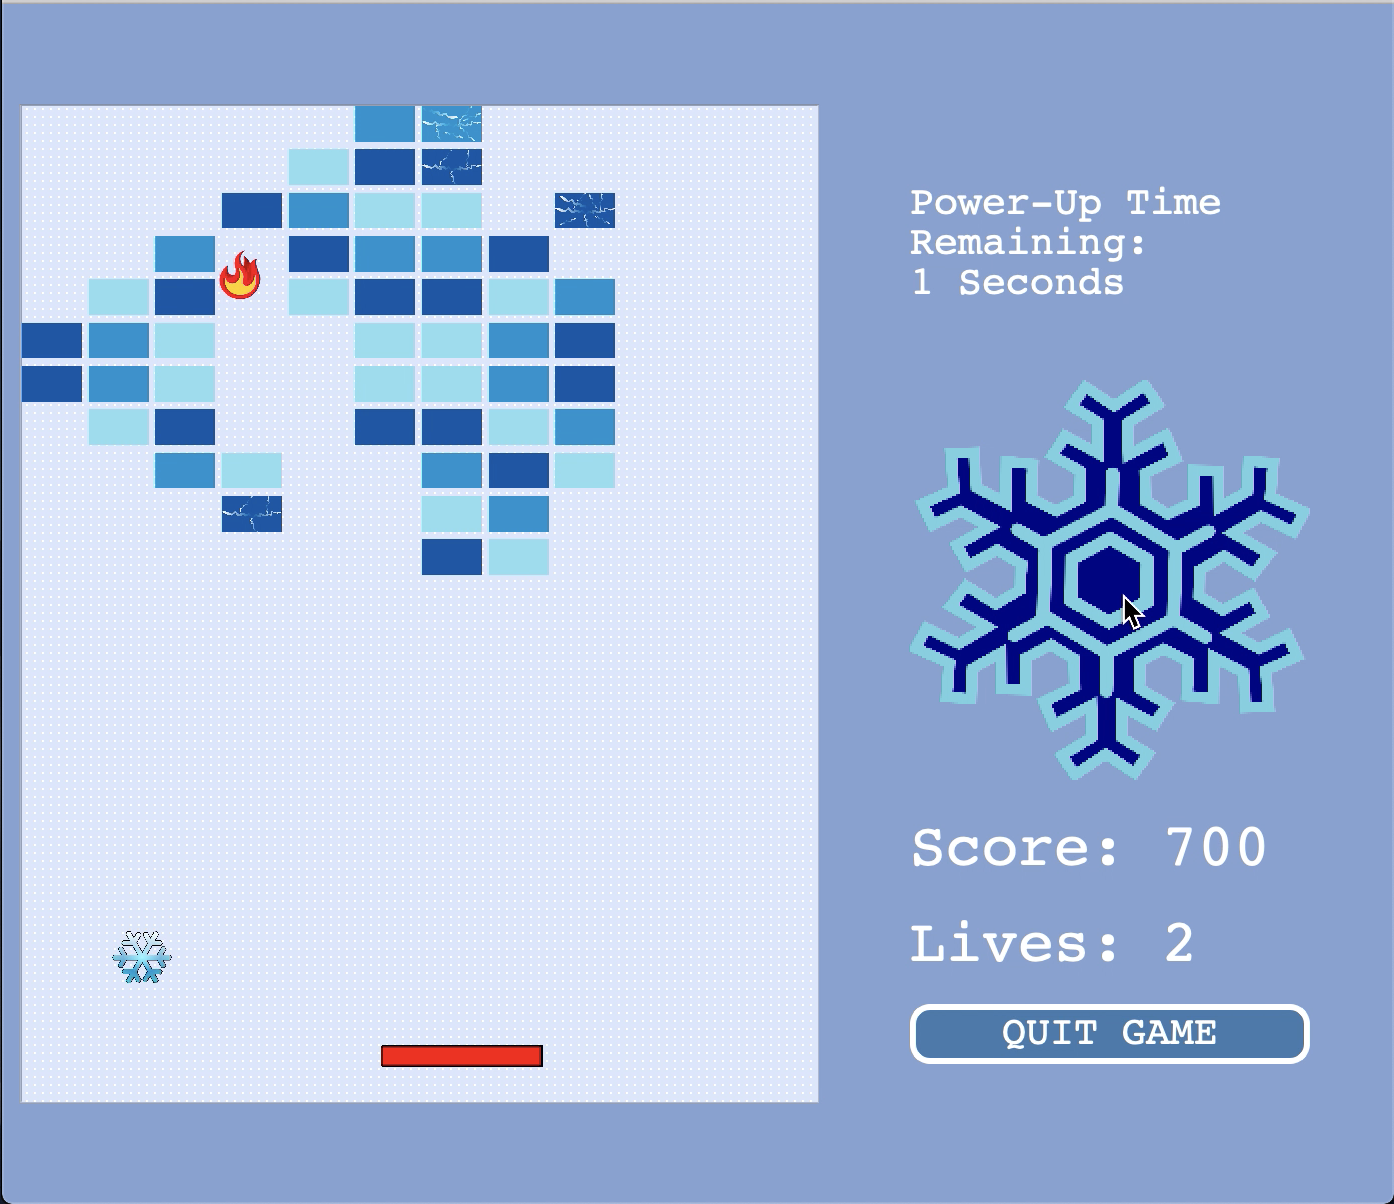 Power-Up Time
Remaining:
1 Seconds
Score: 700
Lives: 2
QUIT GAME